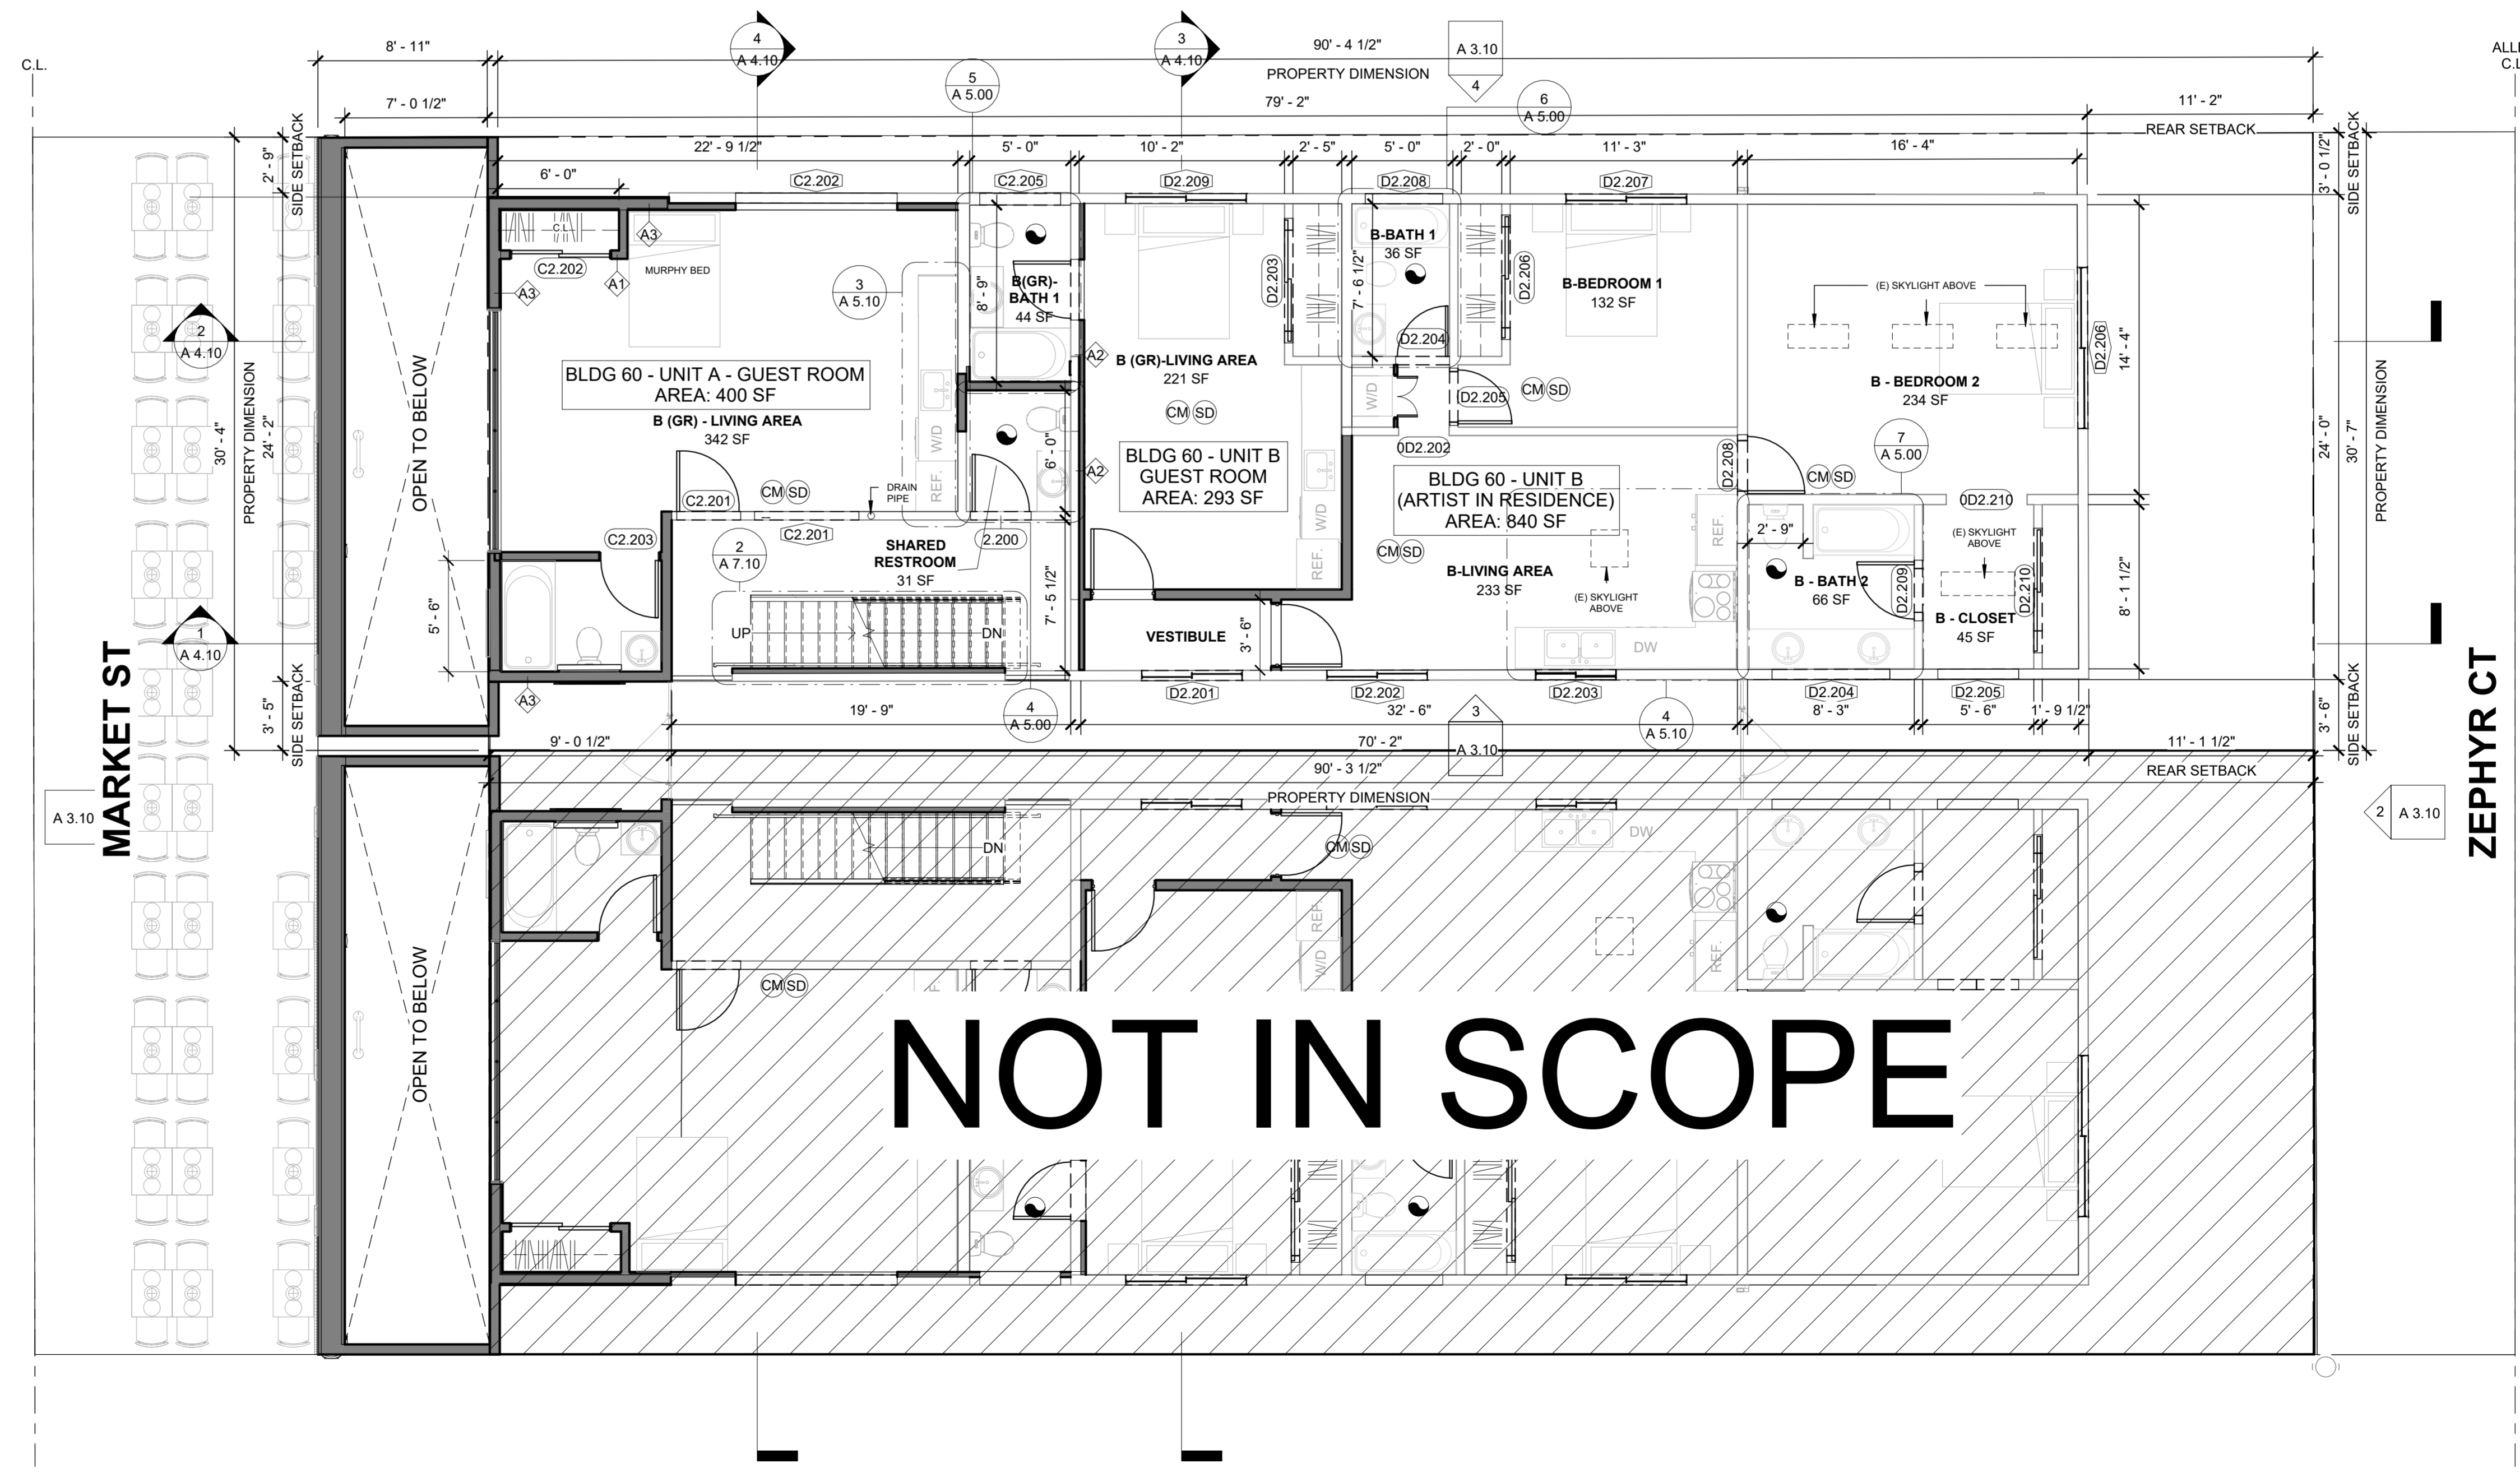 C.L.
8' - 11"
4
A 4.10
3
A 4.10
90' - 4 1/2"
PROPERTY DIMENSION
A 3.10
4
5
A 5.00
6
A 5.00
7' - 0 1/2"
79' - 2"
11' - 2"
REAR SETBACK
22' - 9 1/2"
5' - 0"
10' - 2"
2' - 5"
5' - 0"
2' - 0"
11' - 3"
16' - 4"
2' - 9"
SIDE SETBACK
3' - 0 1/2"
SIDE SETBACK
6' - 0"
C2.202
C2.205
D2.209
D2.208
D2.207
C.L.
A3
C2.202
A1
A3
MURPHY BED
3
A 5.10
8' - 9"
B(GR)-
BATH 1
44 SF
D2.203
7' - 6 1/2"
B-BATH 1
36 SF
D2.204
D2.206
B-BEDROOM 1
132 SF
(E) SKYLIGHT ABOVE
D2.206
14' - 4"
2
A 4.10
PROPERTY DIMENSION
30' - 4"
24' - 2"
OPEN TO BELOW
BLDG 60 - UNIT A - GUEST ROOM
AREA: 400 SF
B (GR) - LIVING AREA
342 SF
A2
B (GR)-LIVING AREA
221 SF
CM SD
W/D
D2.205
CM SD
B - BEDROOM 2
234 SF
24' - 0"
30' - 7"
PROPERTY DIMENSION
W/D
REF.
6' - 0"
A2
BLDG 60 - UNIT B
GUEST ROOM
AREA: 293 SF
0D2.202
BLDG 60 - UNIT B
(ARTIST IN RESIDENCE)
AREA: 840 SF
D2.208
7
A 5.00
CM SD
C2.201
CM SD
DRAIN
PIPE
W/D
REF.
REF.
0D2.210
C2.203
C2.201
2
A 7.10
SHARED
RESTROOM
31 SF
2.200
CM SD
2' - 9"
(E) SKYLIGHT
ABOVE
B-LIVING AREA
233 SF
(E) SKYLIGHT
ABOVE
B - BATH 2
66 SF
D2.209
D2.210
B - CLOSET
45 SF
8' - 1 1/2"
5' - 6"
7' - 5 1/2"
UP
DN
VESTIBULE
3' - 6"
DW
1
A 4.10
MARKET ST
ZEPHYR CT
3' - 5"
SIDE SETBACK
A3
D2.201
D2.202
D2.203
D2.204
D2.205
19' - 9"
4
A 5.00
32' - 6"
3
A 3.10
4
A 5.10
8' - 3"
5' - 6"
1' - 9 1/2"
3' - 6"
SIDE SETBACK
9' - 0 1/2"
70' - 2"
11' - 1 1/2"
90' - 3 1/2"
REAR SETBACK
PROPERTY DIMENSION
A 3.10
2
A 3.10
DN
CM SD
DW
REF.
W/D
REF.
OPEN TO BELOW
CM SD
NOT IN SCOPE